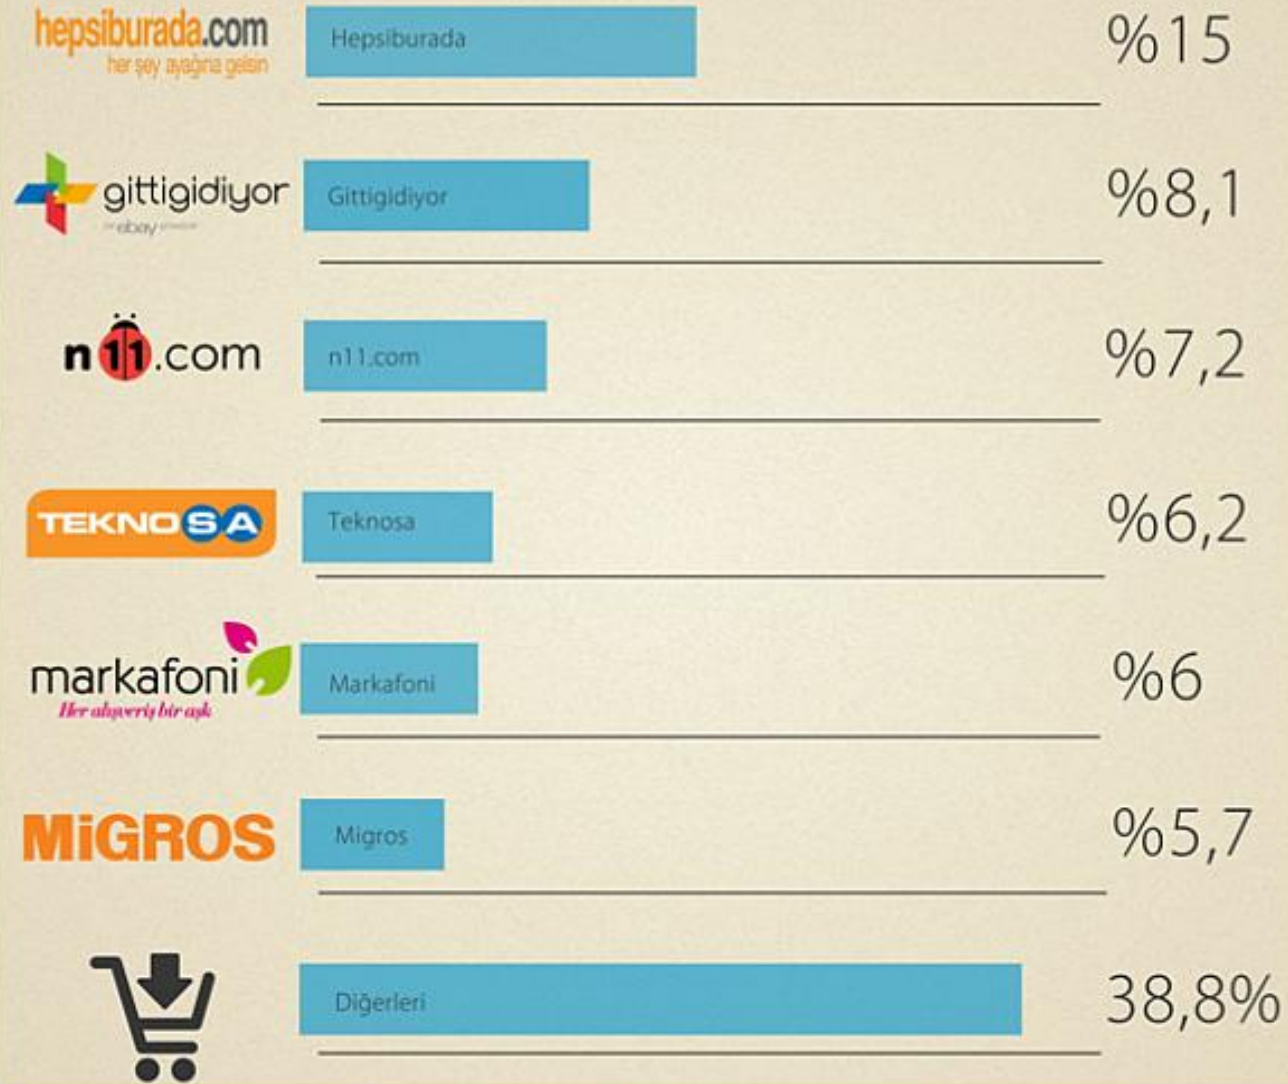 hepsiburada.com
her şey ayağına gelsin
Hepsiburada
%15
gittigidiyor
ebay
Gittigidiyor
%8,1
n11.com
n11.com
%7,2
TEKNOSA
Teknosa
%6,2
markafoni
Her alışveriş bir aşk
Markafoni
%6
MiGROS
Migros
%5,7
Diğerleri
38,8%